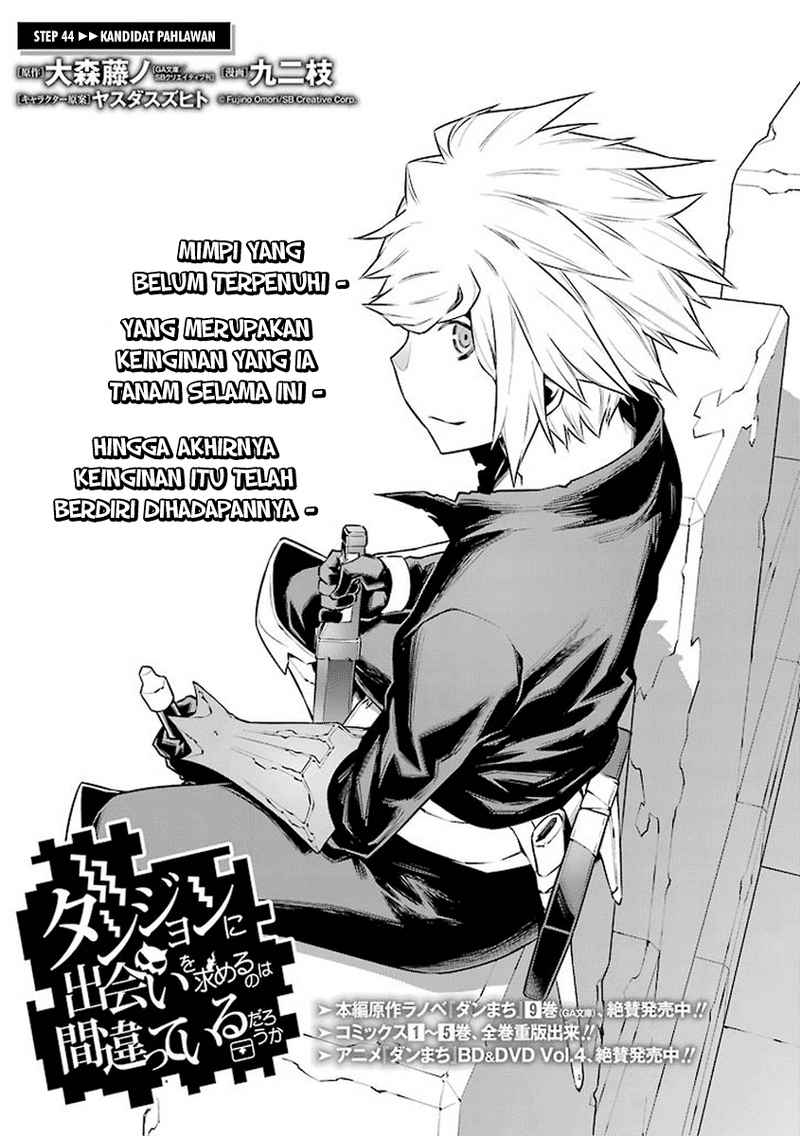 STEP 44 ▶▶ KANDIDAT PAHLAWAN
[原作]大森藤ノ(GA文庫/SBクリエイティブ刊) [漫画]九二枝
[キャラクター原案]ヤスダスズヒト © Fujino Omori/SB Creative Corp.
MIMPI YANG
BELUM TERPENUHI -
YANG MERUPAKAN
KEINGINAN YANG IA
TANAM SELAMA INI -
HINGGA AKHIRNYA
KEINGINAN ITU TELAH
BERDIRI DIHADAPANNYA -
ダンジョンに
出会いを求めるのは
間違っているだろうか
➤本編原作ラノベ『ダンまち』9巻(GA文庫)、絶賛発売中!!
➤コミックス1〜5巻、全巻重版出来!!
➤アニメ『ダンまち』BD&DVD Vol.4、絶賛発売中!!